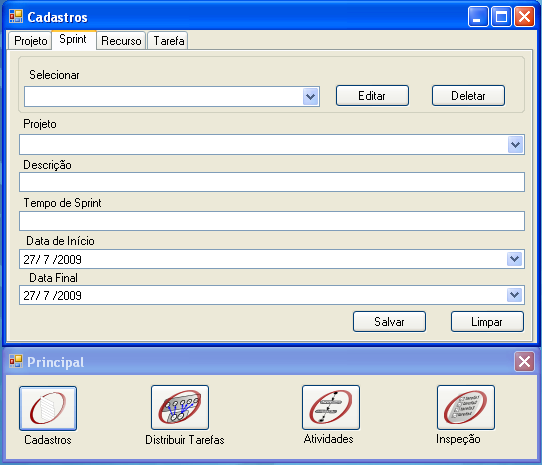 Cadastros
Projeto Sprint Recurso Tarefa
Selecionar
Editar Deletar
Projeto
Descrição
Tempo de Sprint
Data de Início
27/ 7 /2009
Data Final
27/ 7 /2009
Salvar Limpar
Principal
Cadastros Distribuir Tarefas Atividades Inspeção